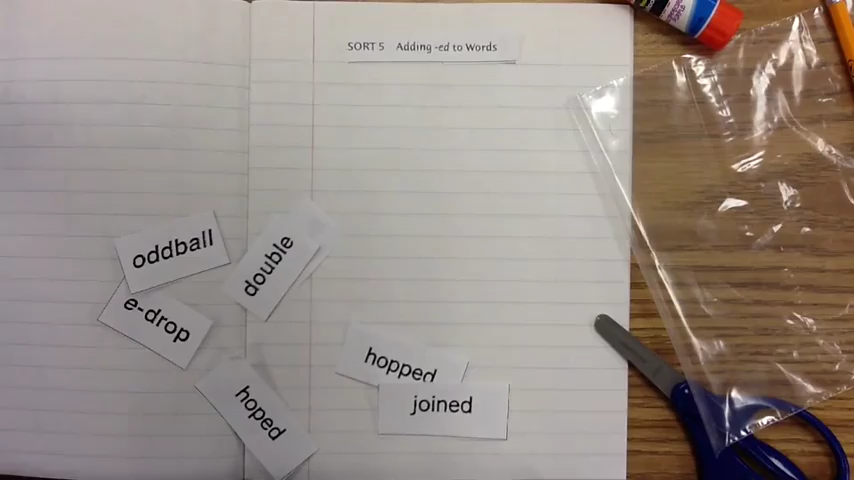 SORT 5 Adding -ed to Words
oddball
double
e-drop
hopped
joined
hoped